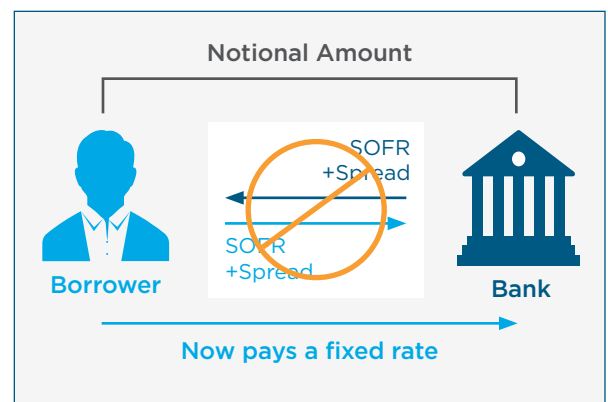 Notional Amount
SOFR
+Spread
SOFR
+Spread
Borrower
Bank
Now pays a fixed rate